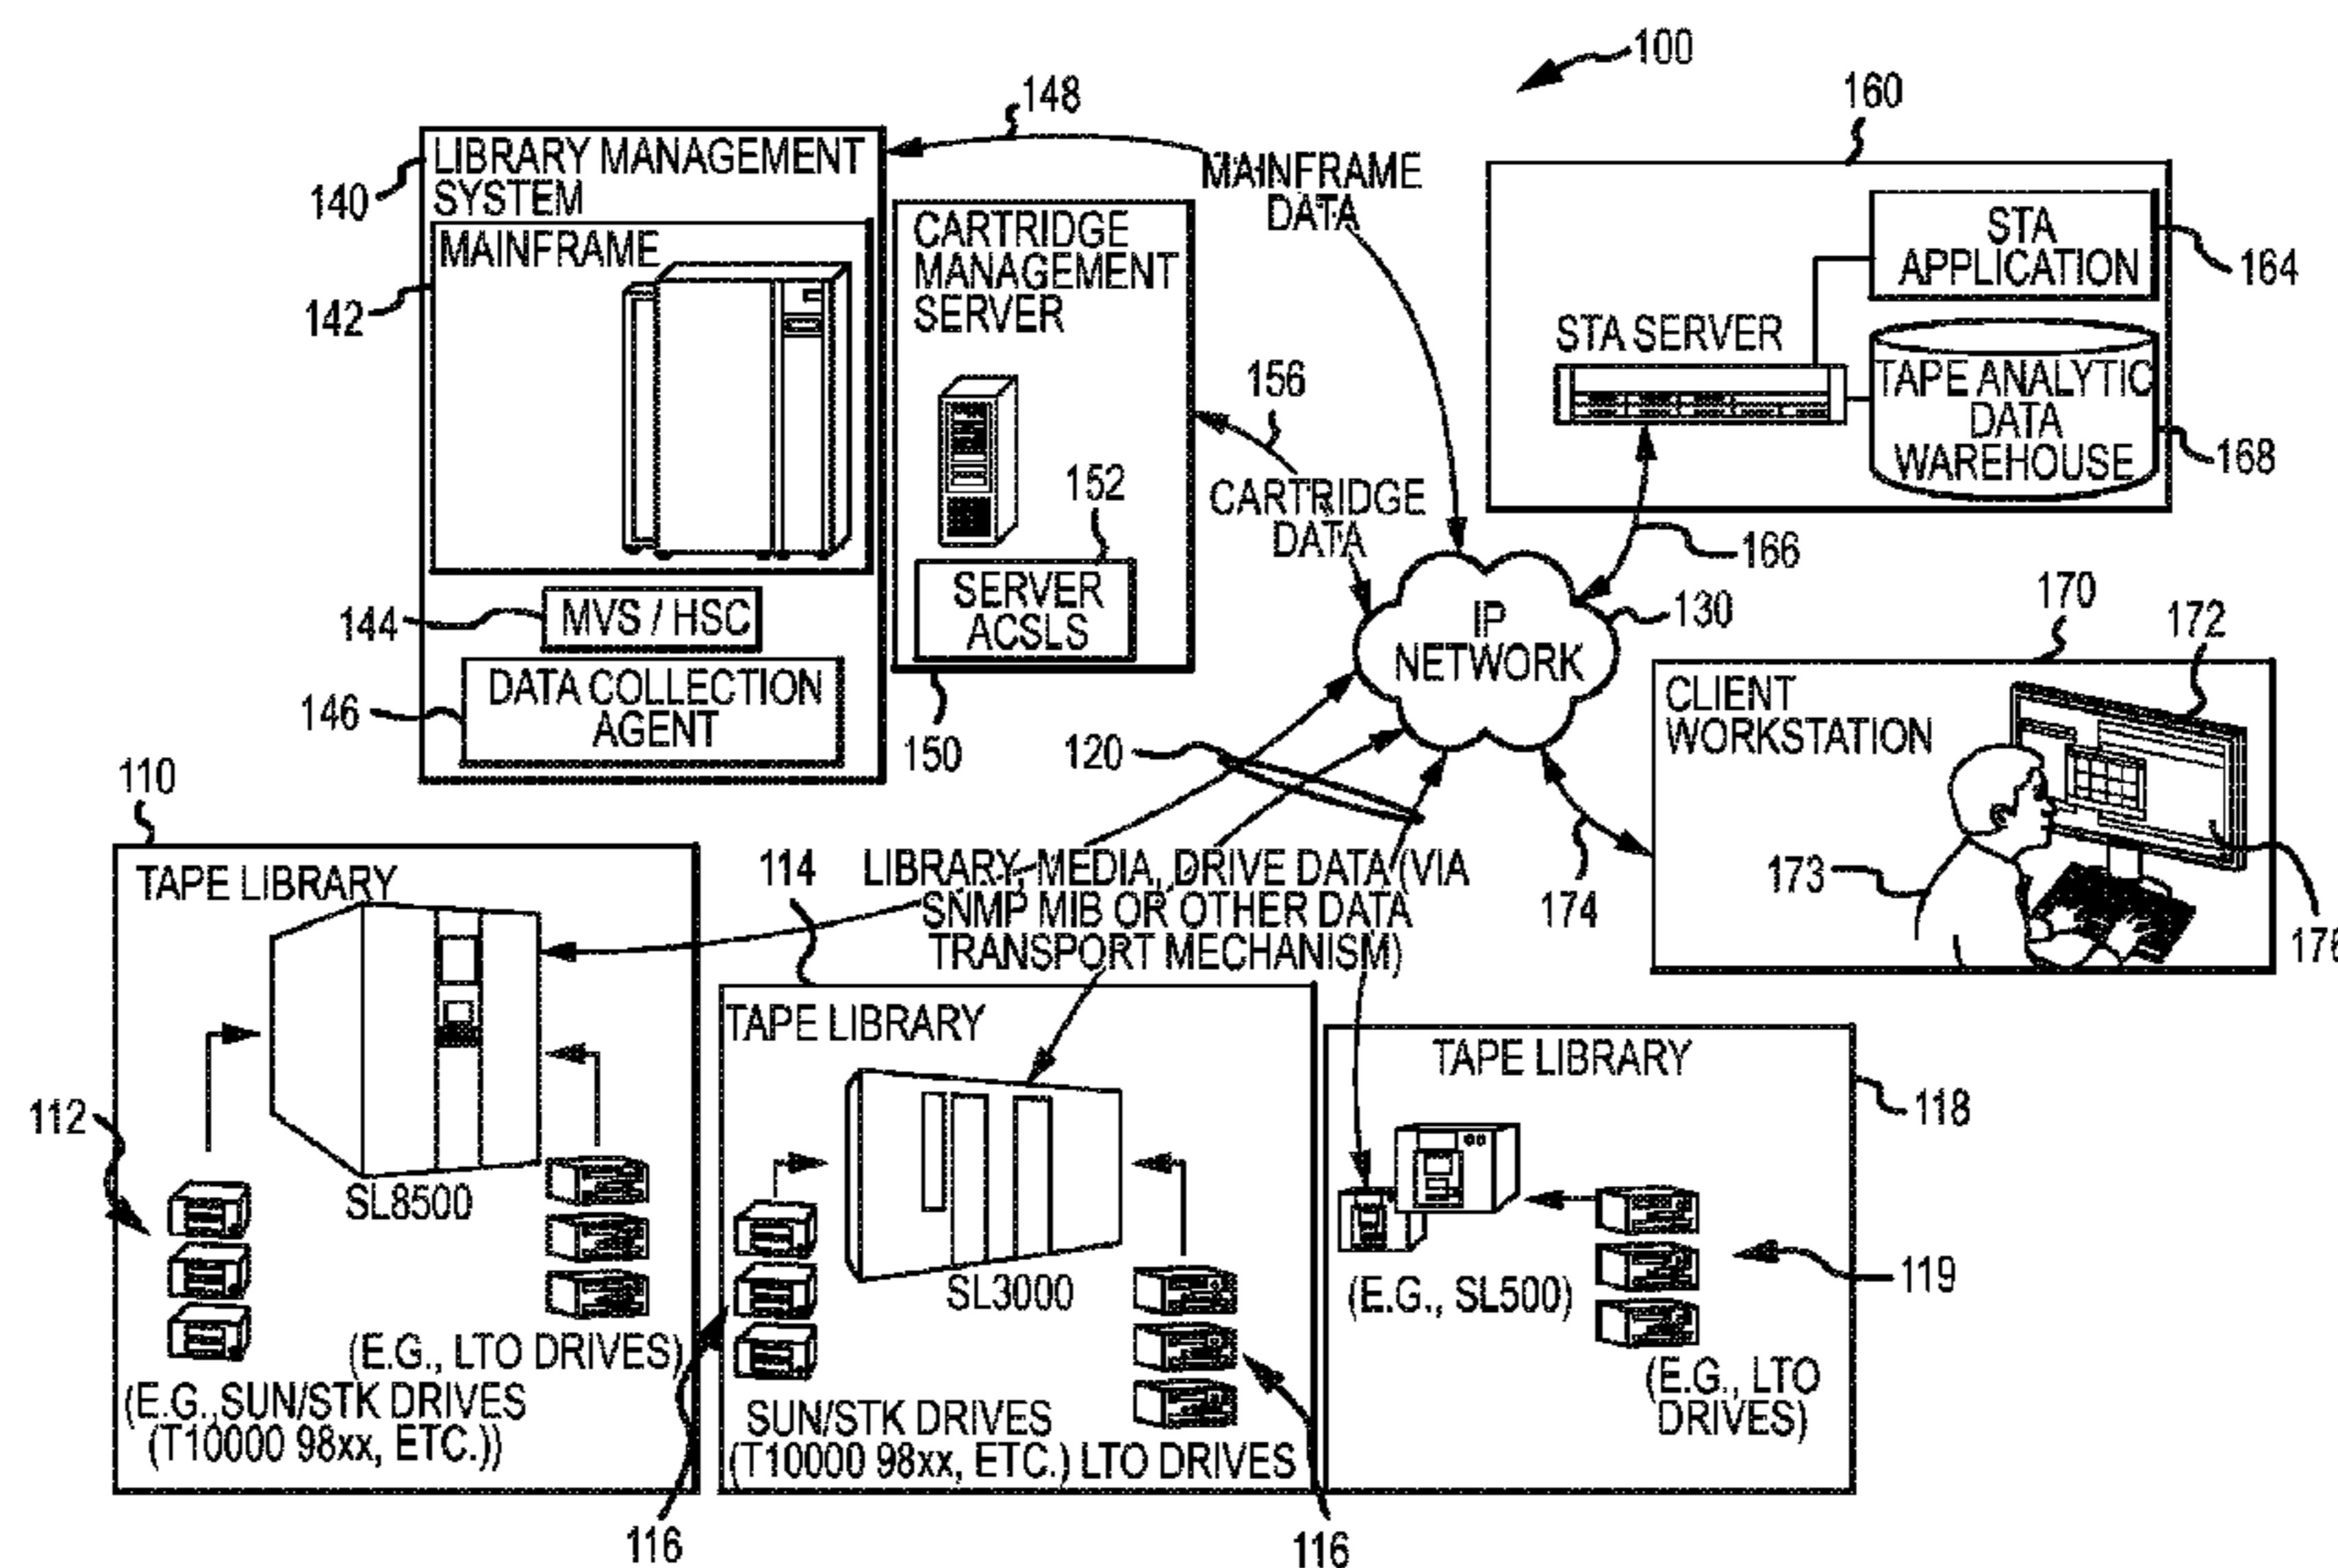 100
148
160
LIBRARY MANAGEMENT
SYSTEM
140
MAINFRAME
142
144
MVS / HSC
146
DATA COLLECTION
AGENT
CARTRIDGE
MANAGEMENT
SERVER
152
SERVER
ACSLS
150
MAINFRAME
DATA
156
CARTRIDGE
DATA
STA
APPLICATION
164
STA SERVER
TAPE ANALYTIC
DATA
WAREHOUSE
168
166
IP
NETWORK
130
170
172
CLIENT
WORKSTATION
173
174
176
120
LIBRARY, MEDIA, DRIVE DATA (VIA
SNMP MIB OR OTHER DATA
TRANSPORT MECHANISM)
110
TAPE LIBRARY
112
SL8500
(E.G., LTO DRIVES)
(E.G.,SUN/STK DRIVES
(T10000 98xx, ETC.))
114
TAPE LIBRARY
SL3000
SUN/STK DRIVES
(T10000 98xx, ETC.) LTO DRIVES
116
116
TAPE LIBRARY
118
(E.G., SL500)
119
(E.G., LTO
DRIVES)